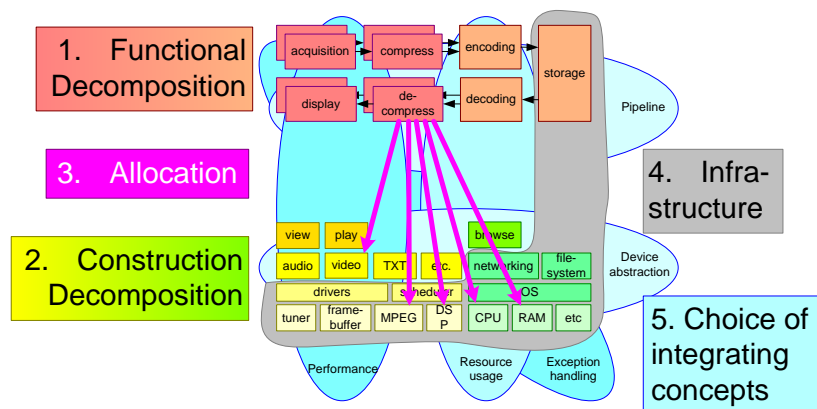 1. Functional
Decomposition
acquisition
compress
encoding
storage
display
de-
compress
decoding
Pipeline
3. Allocation
4. Infra-
structure
view
play
browse
2. Construction
Decomposition
audio
video
TXT
etc.
networking
file-
system
Device
abstraction
drivers
scheduler
OS
tuner
frame-
buffer
MPEG
DS
P
CPU
RAM
etc
5. Choice of
integrating
concepts
Performance
Resource
usage
Exception
handling